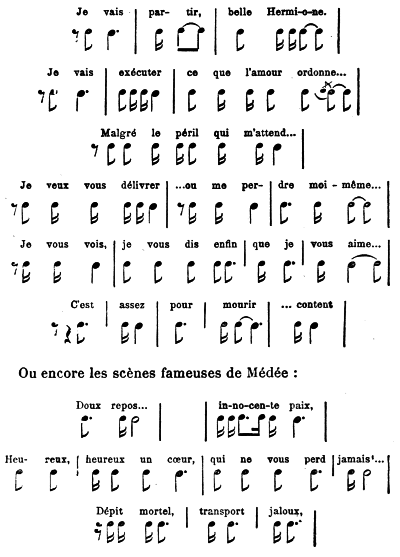 Je vais par- tir, belle Hermi-o-ne.
Je vais exécuter ce que l'amour ordonne...
Malgré le péril qui m'attend...
Je veux vous délivrer ...ou me per- dre moi - même...
Je vous vois, je vous dis enfin que je vous aime...
C'est assez pour mourir ... content
Ou encore les scènes fameuses de Médée :
Doux repos... in-no-cen-te paix,
Heu- reux, heureux un cœur, qui ne vous perd jamais!...
Dépit mortel, transport jaloux,